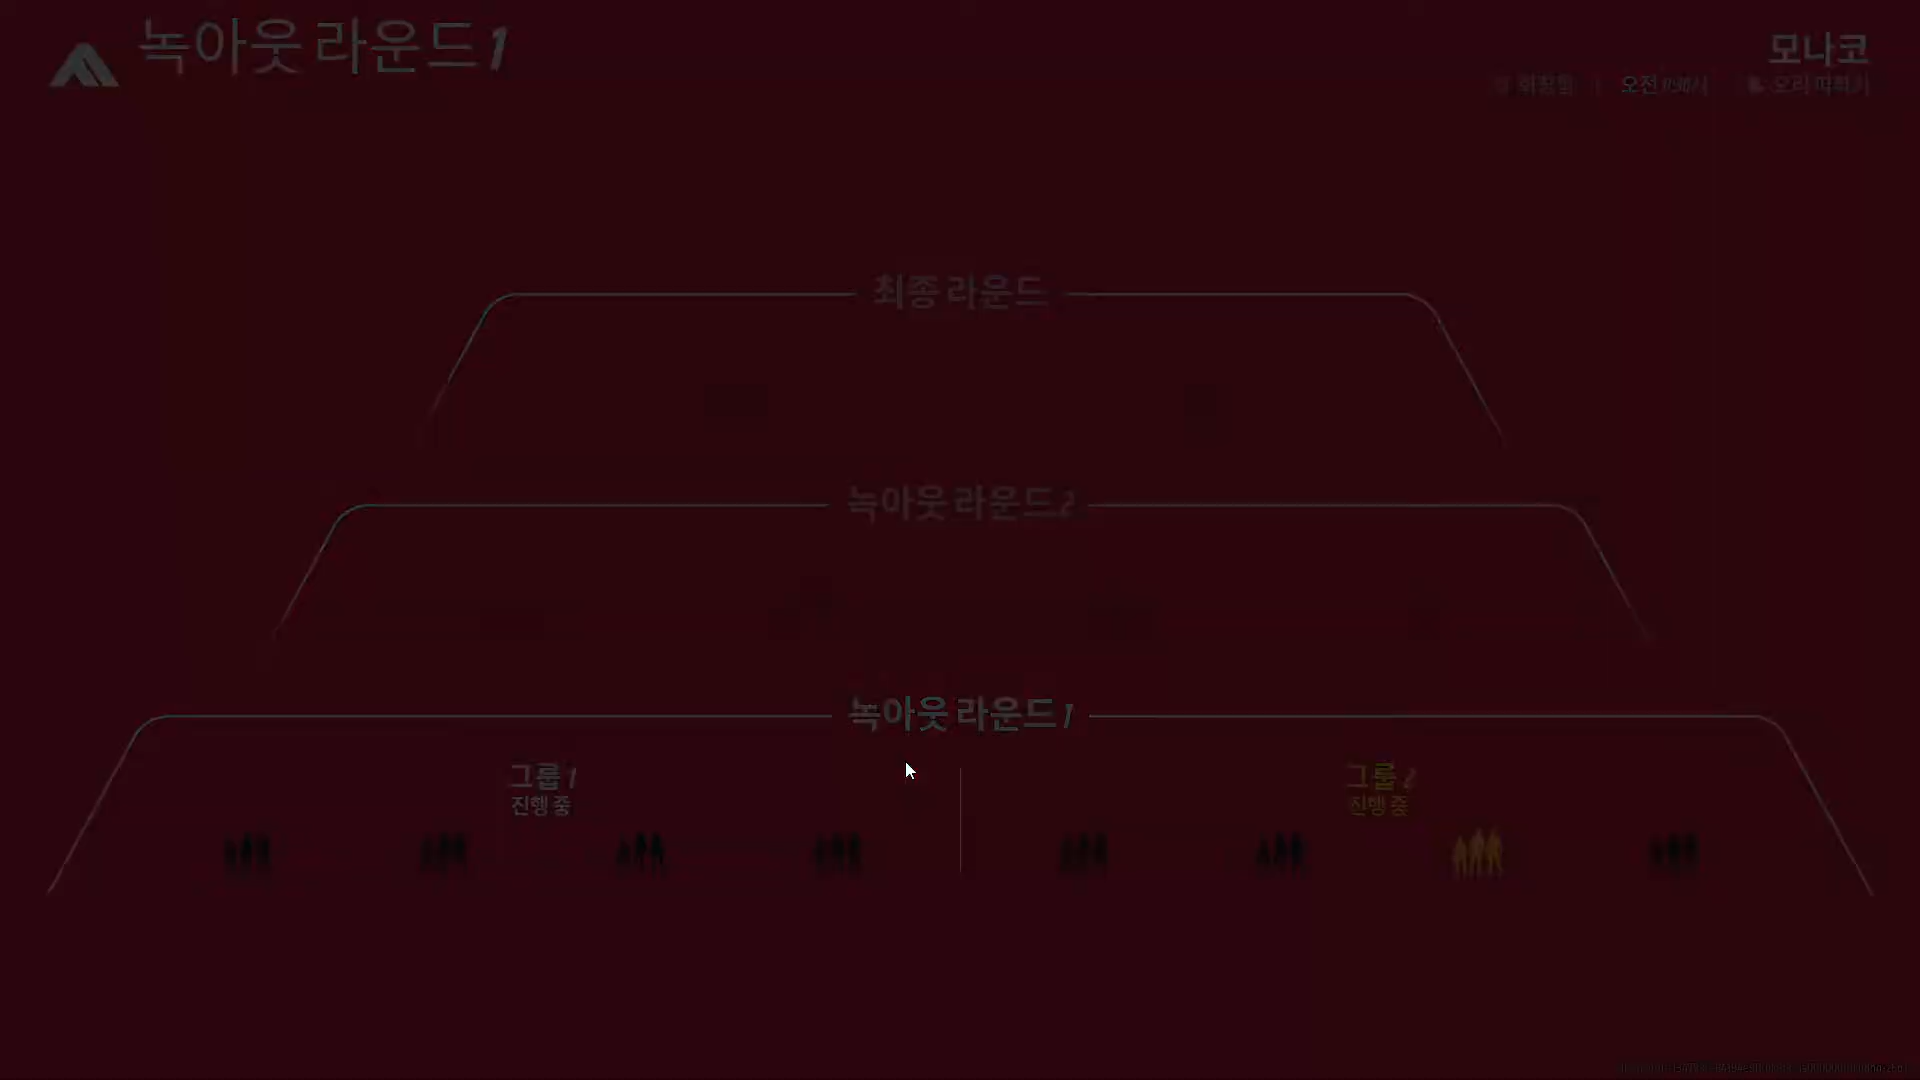 녹아웃 라운드 1
모나코
오전
최종 라운드
녹아웃 라운드 2
녹아웃 라운드 1
그룹 1
진행 중
그룹 2
진행 중